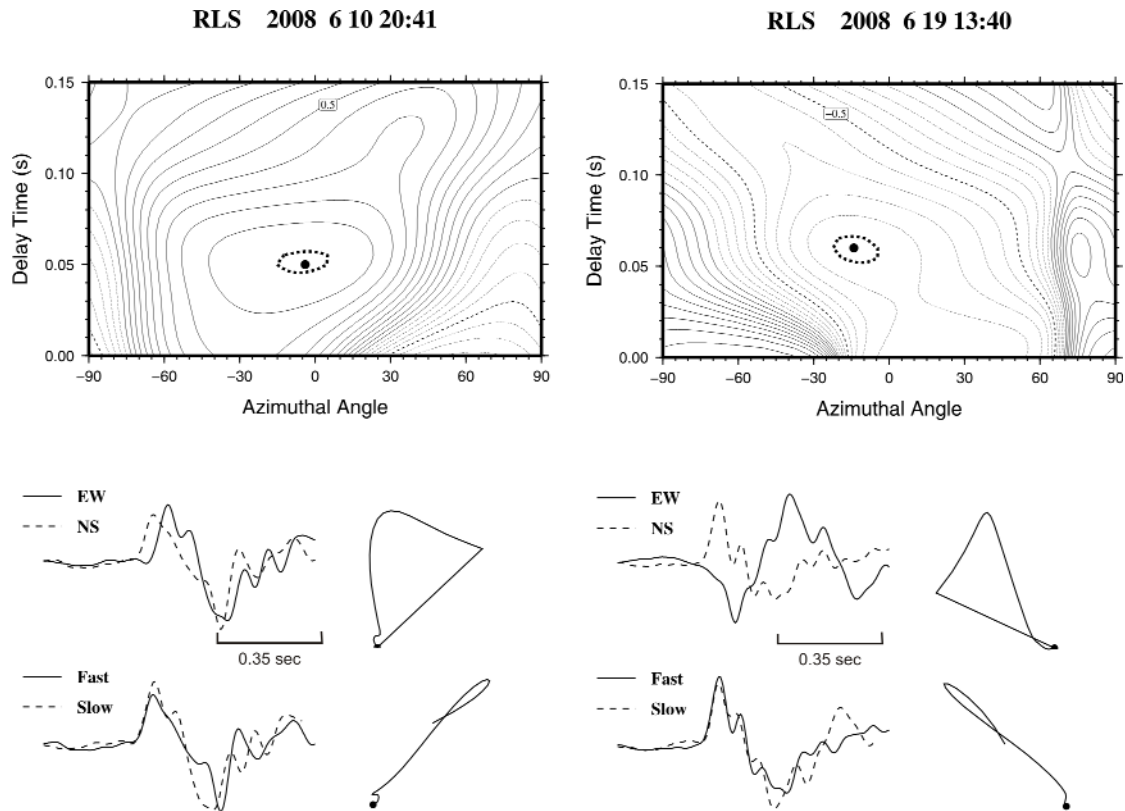 RLS 2008 6 10 20:41
0.15
0.10
0.05
0.00
Delay Time (s)
0.5
−90 −60 −30 0 30 60 90
Azimuthal Angle
EW
NS
0.35 sec
Fast
Slow
RLS 2008 6 19 13:40
0.15
0.10
0.05
0.00
Delay Time (s)
−0.5
−90 −60 −30 0 30 60 90
Azimuthal Angle
EW
NS
0.35 sec
Fast
Slow